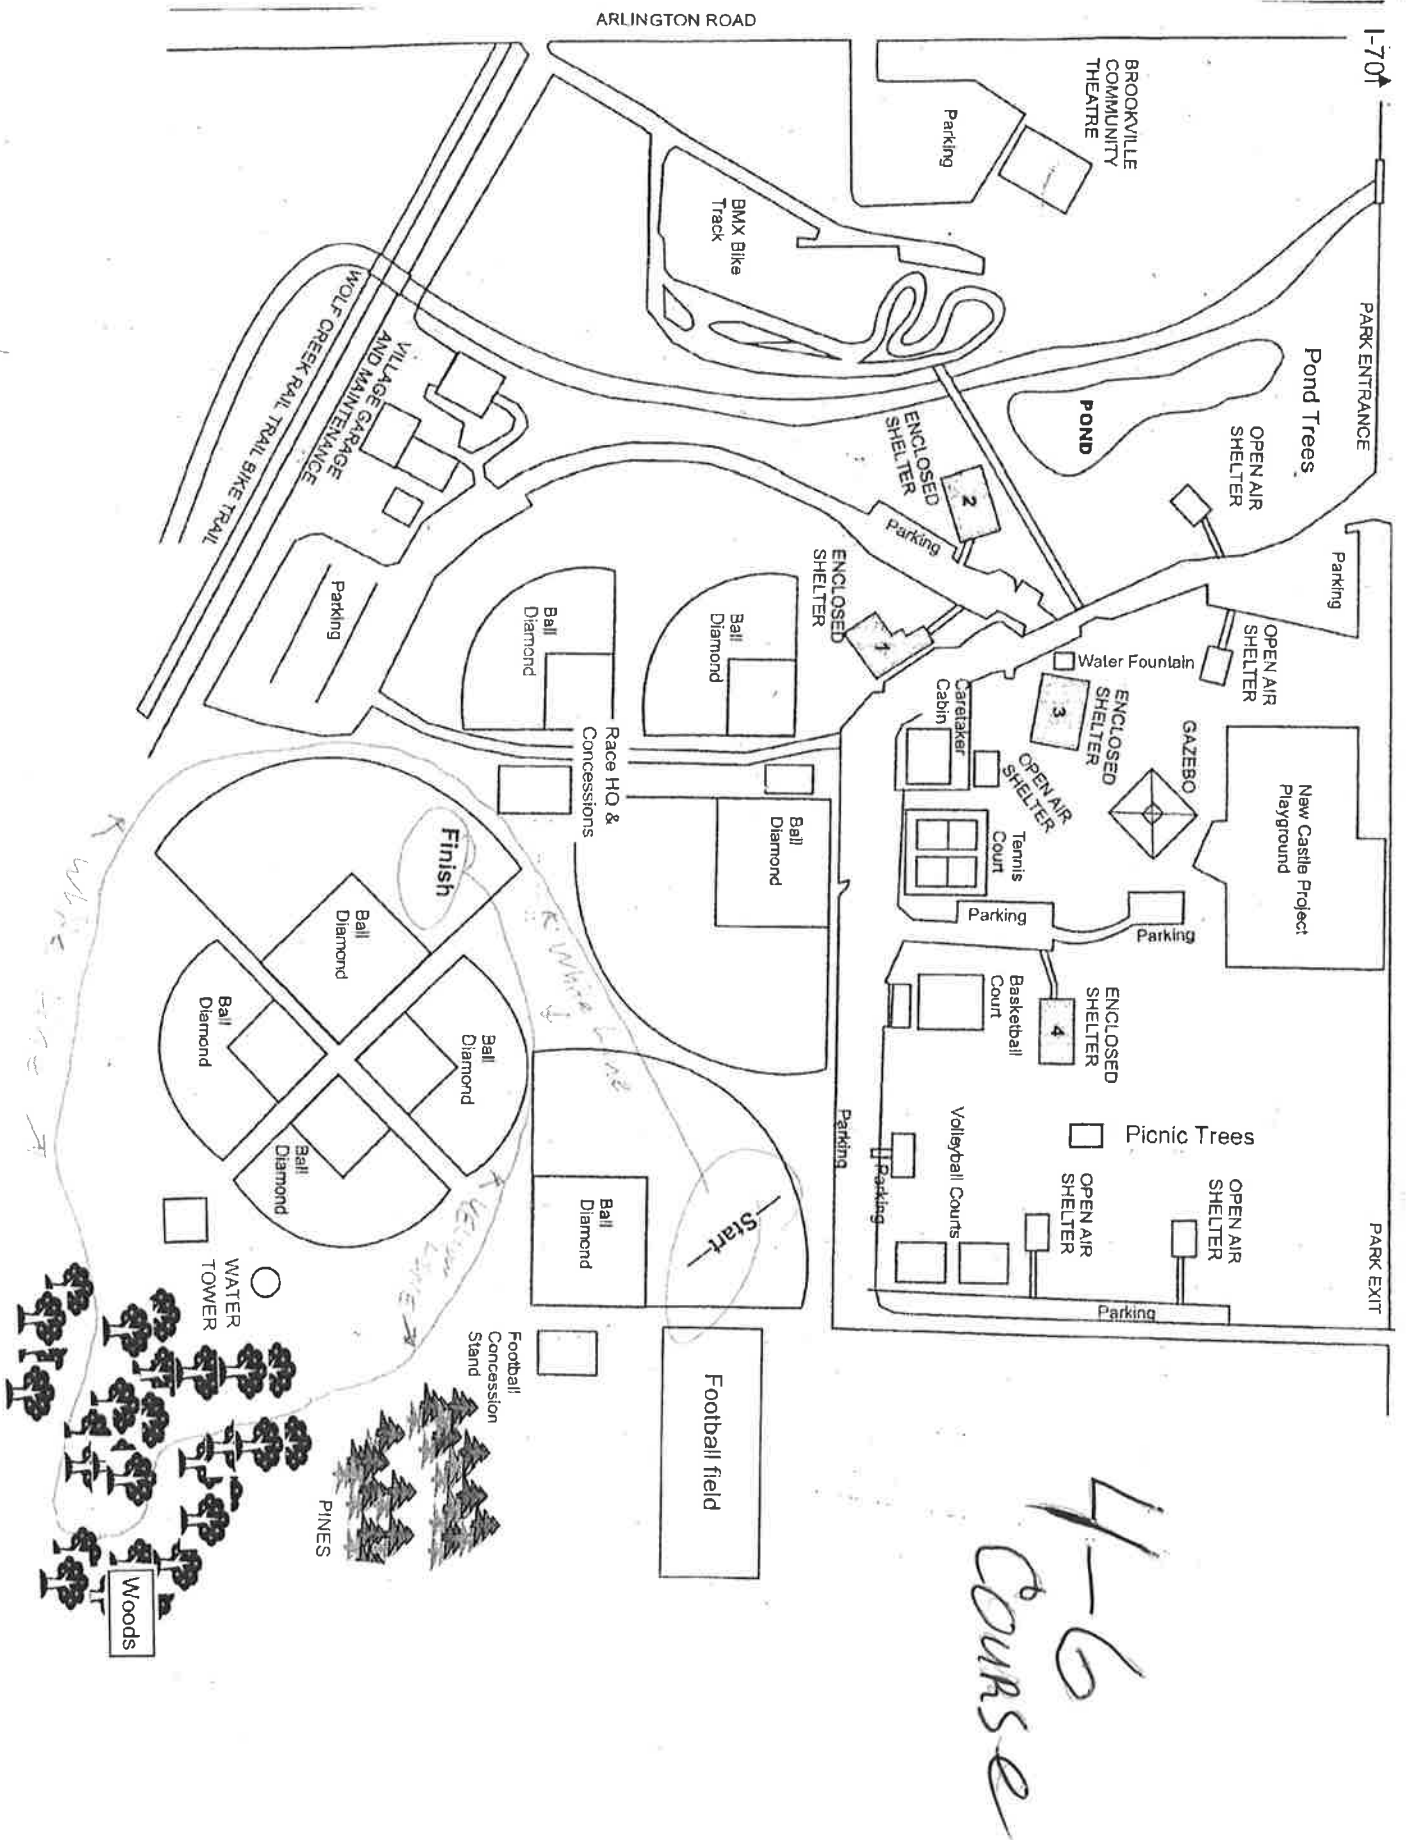 ARLINGTON ROAD
I-70
BROOKVILLE
COMMUNITY
THEATRE
Parking
BMX Bike
Track
PARK ENTRANCE
Pond Trees
POND
OPEN AIR
SHELTER
ENCLOSED
SHELTER
2
Parking
Parking
WOLF CREEK RAIL TRAIL BIKE TRAIL
VILLAGE GARAGE
AND MAINTENANCE
Parking
ENCLOSED
SHELTER
1
Ball
Diamond
Ball
Diamond
OPEN AIR
SHELTER
Water Fountain
ENCLOSED
SHELTER
3
GAZEBO
New Castle Project
Playground
Caretaker
Cabin
OPEN AIR
SHELTER
Race HQ &
Concessions
Ball
Diamond
Tennis
Court
Parking
Parking
Finish
Ball
Diamond
Ball
Diamond
Ball
Diamond
Ball
Diamond
White Line
Basketball
Court
ENCLOSED
SHELTER
4
Picnic Trees
Parking
Parking
Volleyball Courts
OPEN AIR
SHELTER
OPEN AIR
SHELTER
PARK EXIT
Parking
Start
Ball
Diamond
WATER
TOWER
Football
Concession
Stand
Football field
PINES
Woods
4-6
Course